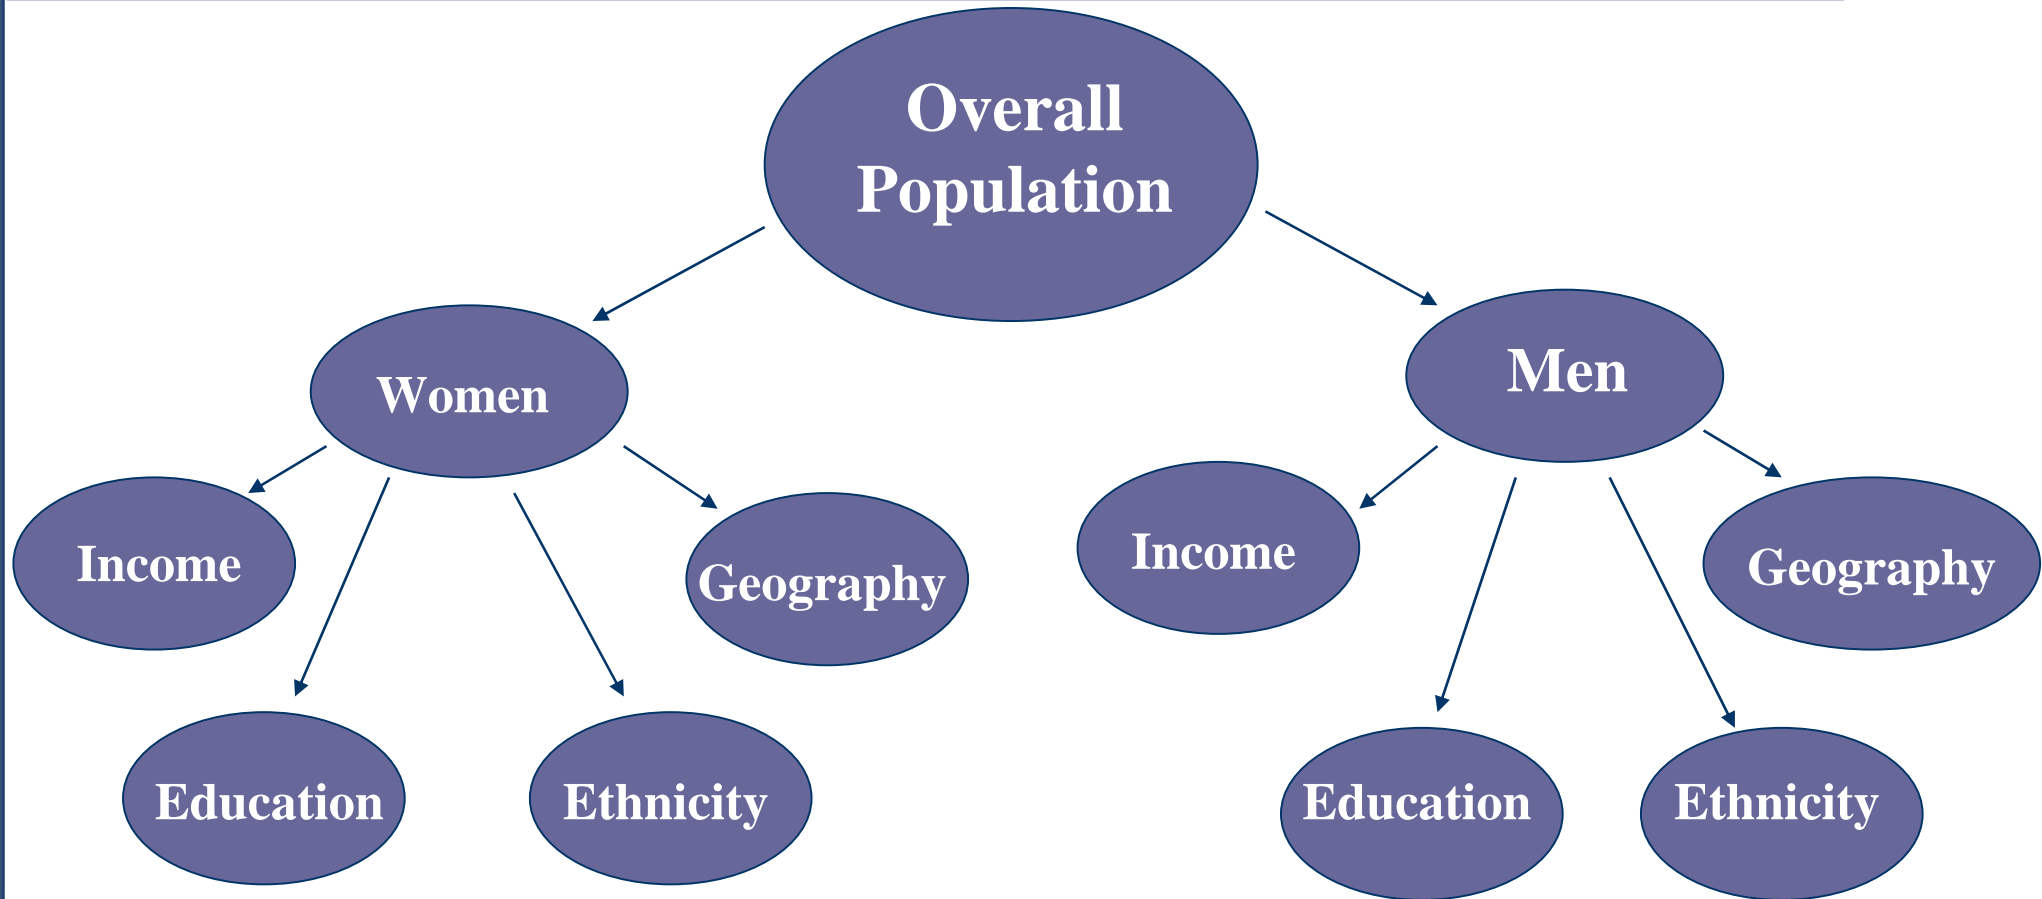 Overall
Population
Women
Men
Income
Education
Ethnicity
Geography
Income
Education
Ethnicity
Geography